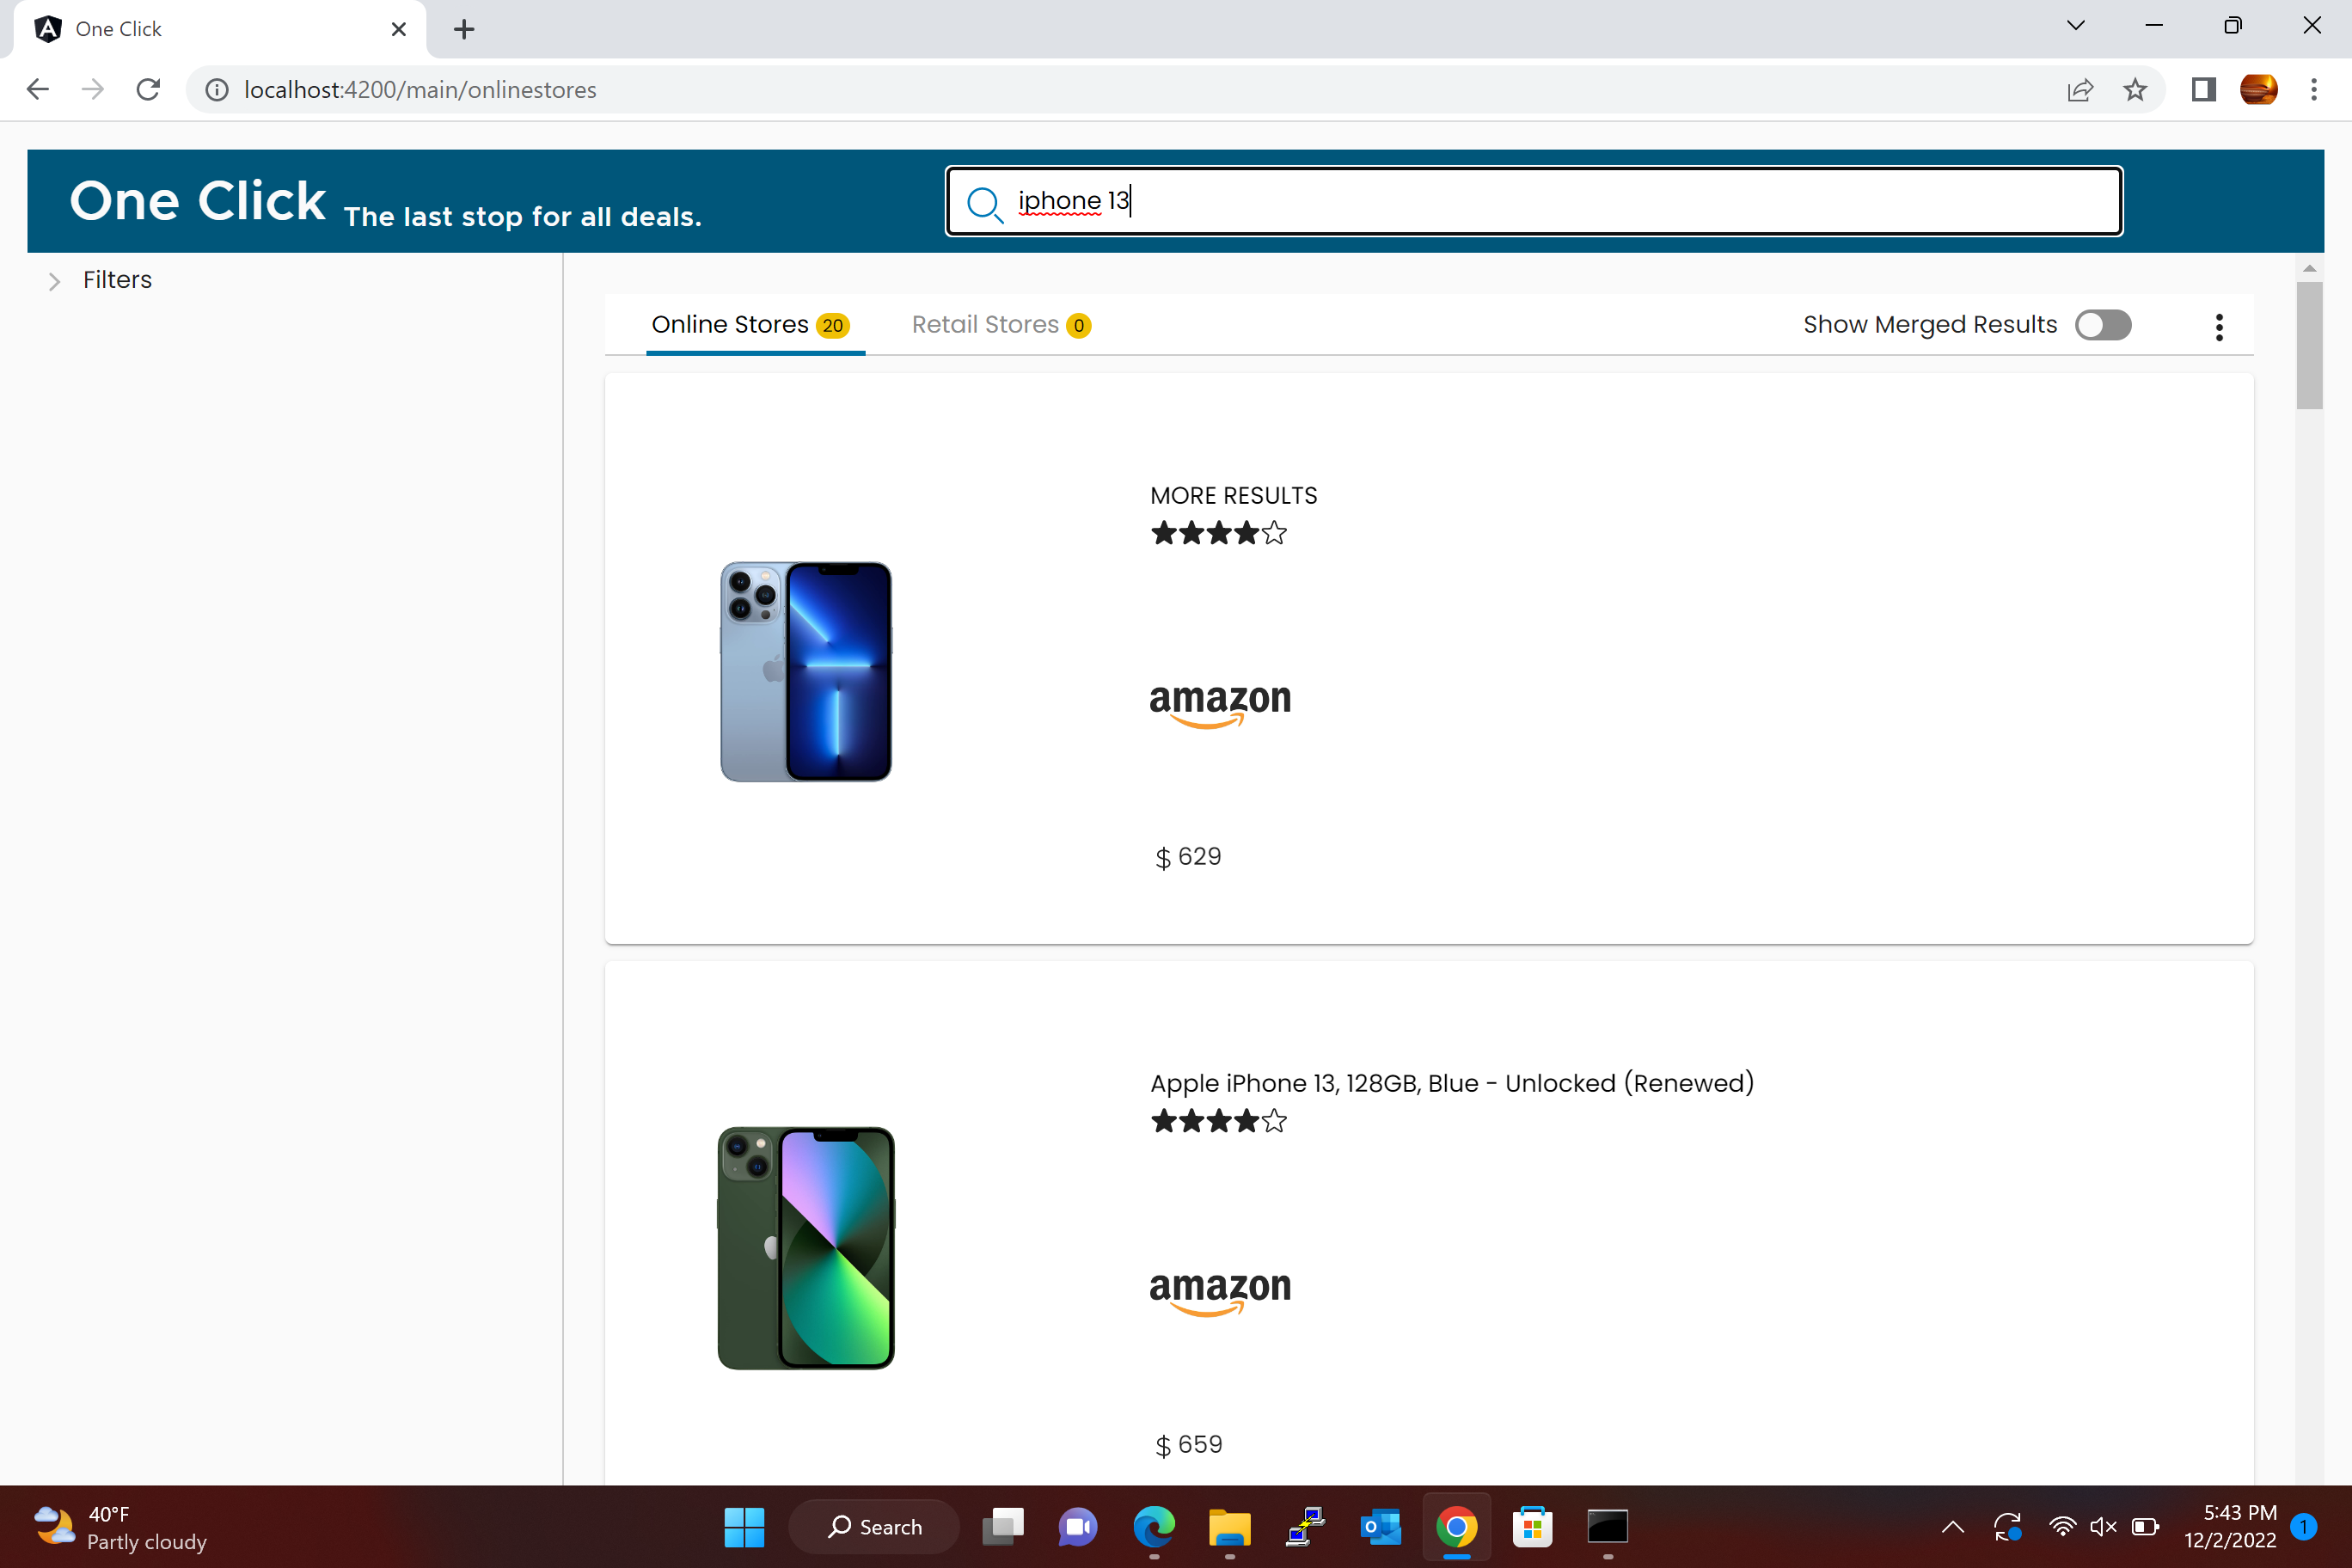 One Click
localhost:4200/main/onlinestores
One Click The last stop for all deals.
iphone 13
Filters
Online Stores 20
Retail Stores 0
Show Merged Results
MORE RESULTS
amazon
$ 629
Apple iPhone 13, 128GB, Blue - Unlocked (Renewed)
amazon
$ 659
40°F
Partly cloudy
Search
5:43 PM
12/2/2022
1